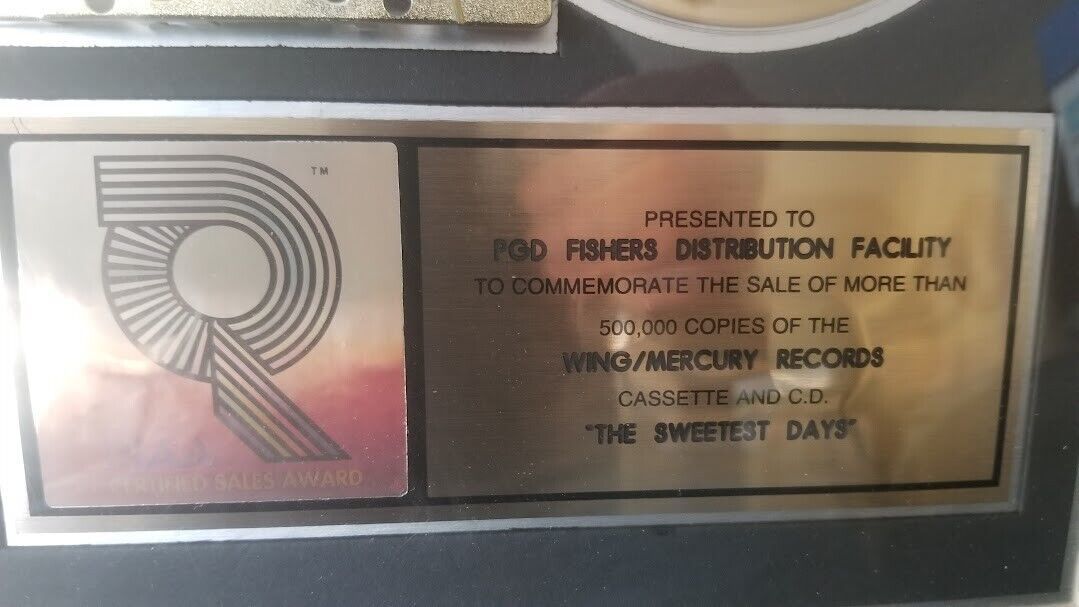 TM
CERTIFIED SALES AWARD
PRESENTED TO
PGD FISHERS DISTRIBUTION FACILITY
TO COMMEMORATE THE SALE OF MORE THAN
500,000 COPIES OF THE
WING/MERCURY RECORDS
CASSETTE AND C.D.
"THE SWEETEST DAYS"